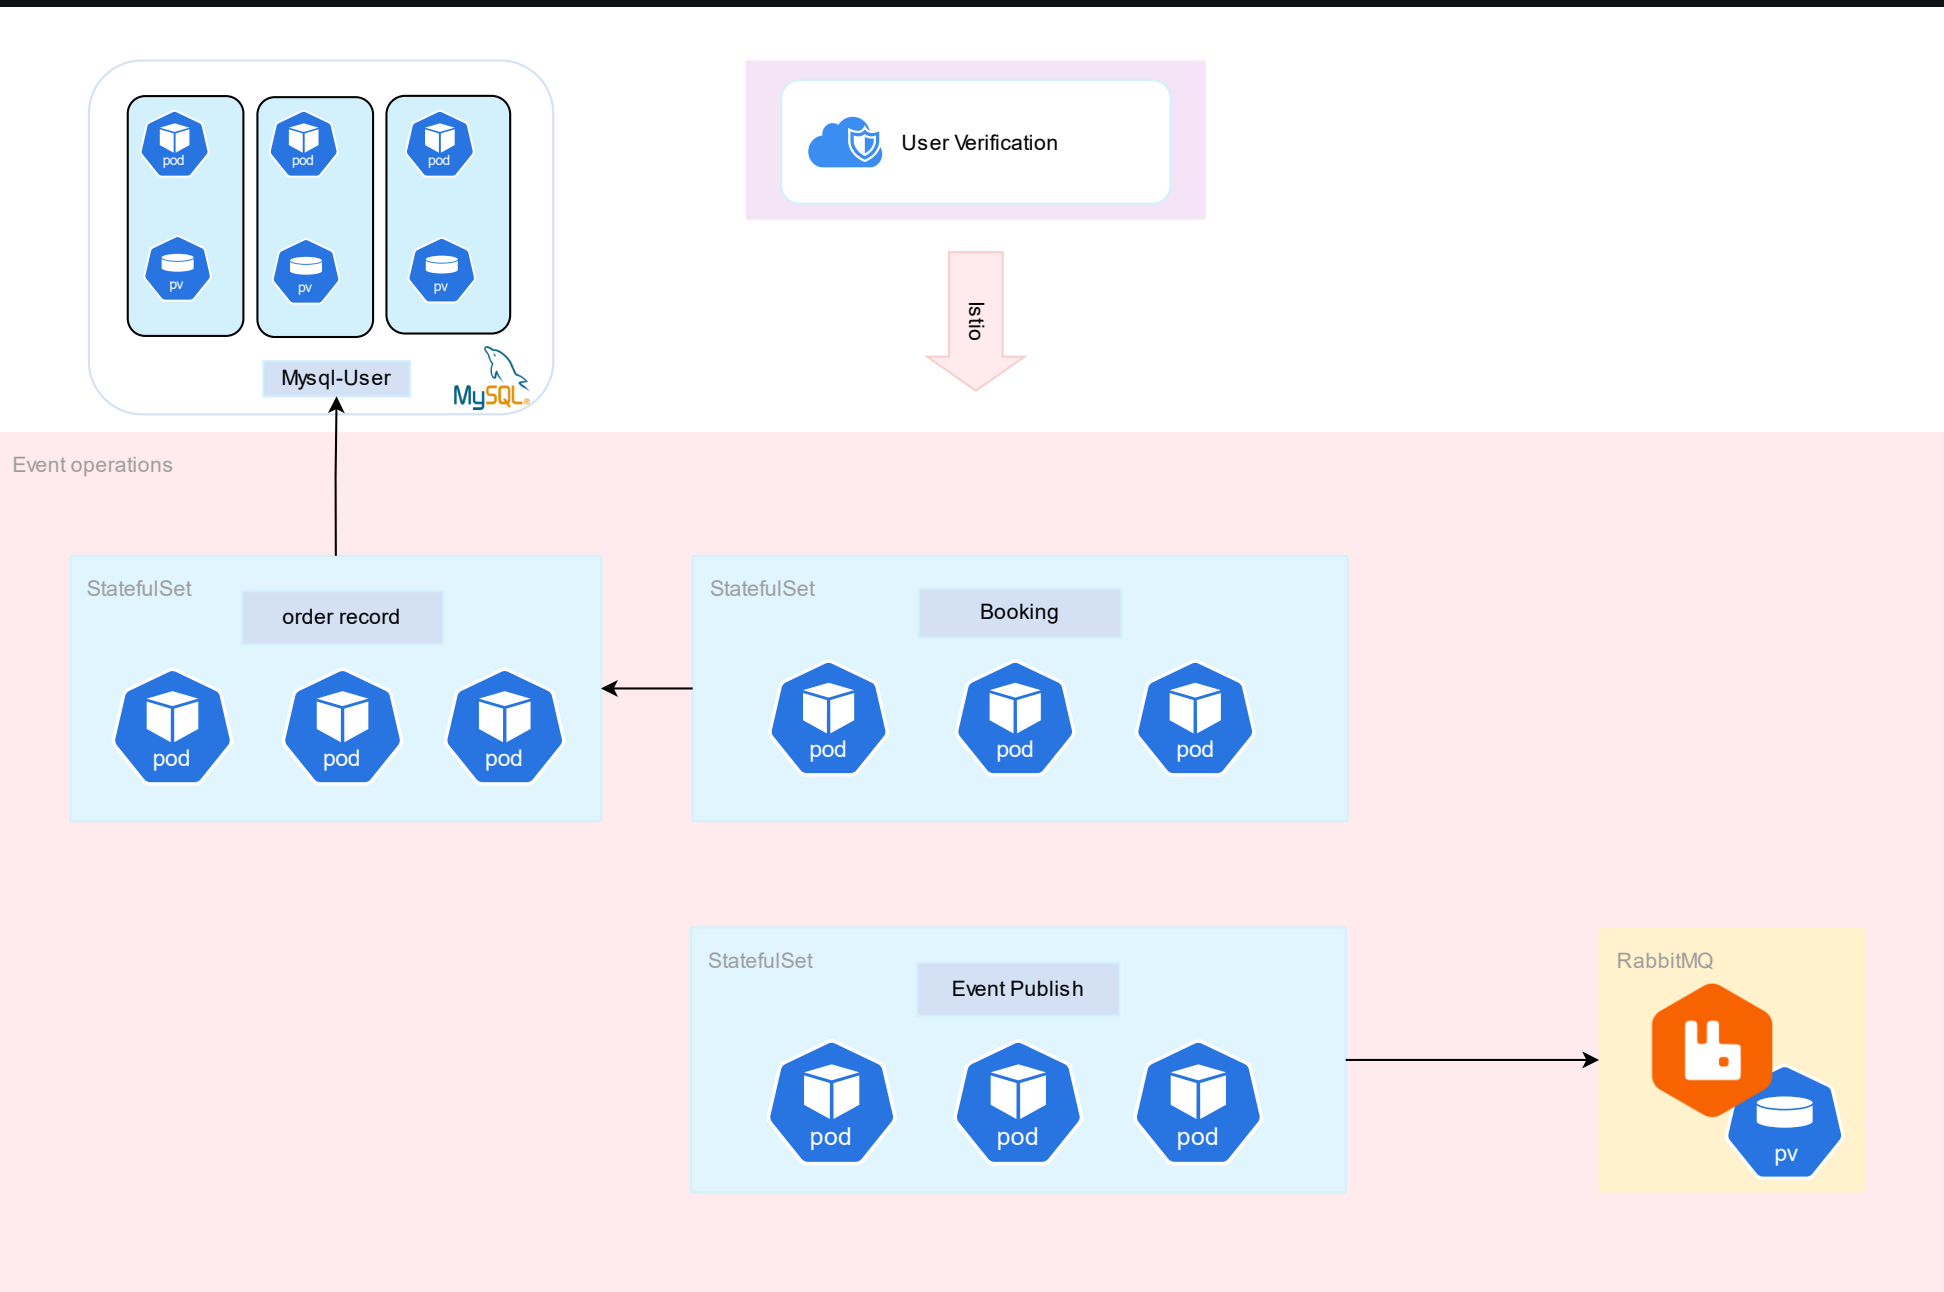 pod
pod
pod
pv
pv
pv
Mysql-User
MySQL®
User Verification
Istio
Event operations
StatefulSet
order record
pod
pod
pod
StatefulSet
Booking
pod
pod
pod
StatefulSet
Event Publish
pod
pod
pod
RabbitMQ
pv